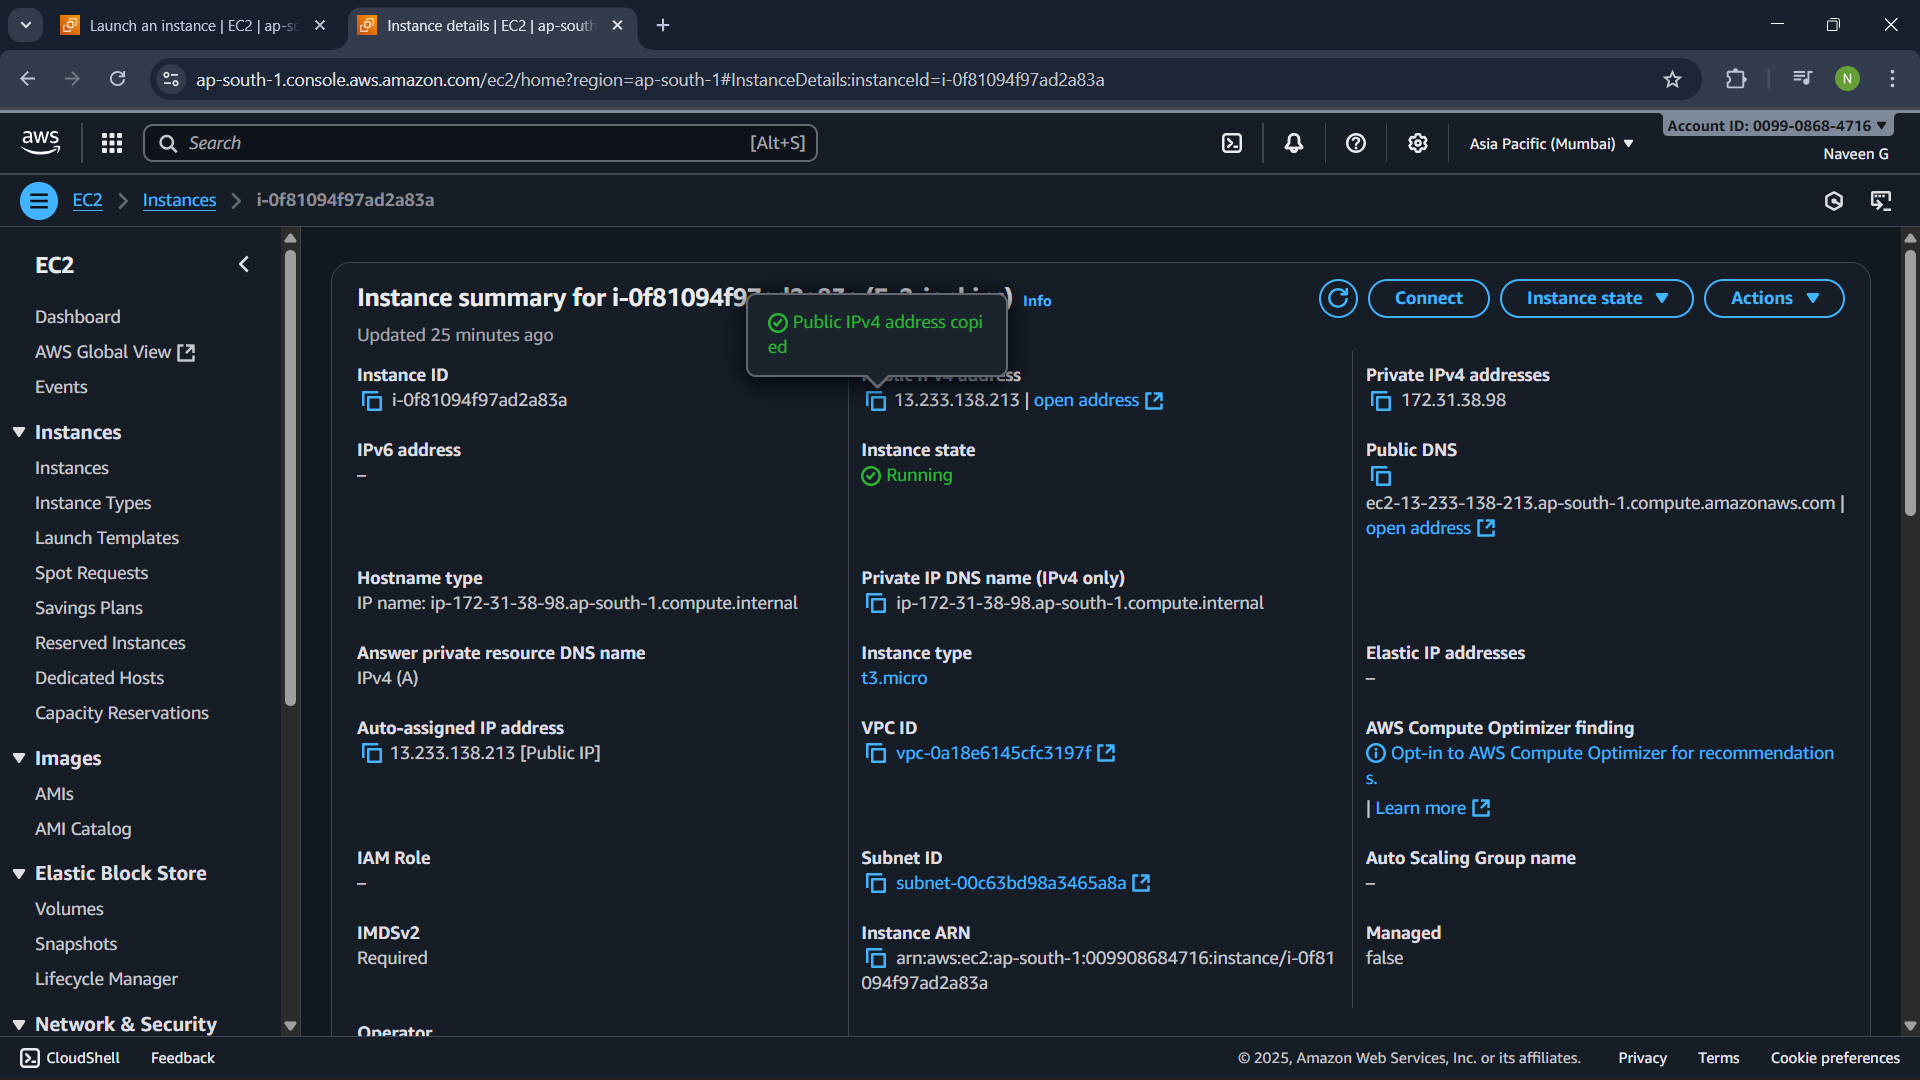 Launch an instance | EC2 | ap-sc
Instance details | EC2 | ap-south
ap-south-1.console.aws.amazon.com/ec2/home?region=ap-south-1#InstanceDetails:instanceId=i-0f81094f97ad2a83a
N
aws
Search
[Alt+S]
Asia Pacific (Mumbai)
Account ID: 0099-0868-4716
Naveen G
EC2
Instances
i-0f81094f97ad2a83a
EC2
Dashboard
AWS Global View
Events
Instances
Instances
Instance Types
Launch Templates
Spot Requests
Savings Plans
Reserved Instances
Dedicated Hosts
Capacity Reservations
Images
AMIs
AMI Catalog
Elastic Block Store
Volumes
Snapshots
Lifecycle Manager
Network & Security
Instance summary for i-0f81094f97
Info
Connect
Instance state
Actions
Updated 25 minutes ago
Public IPv4 address copi
ed
Instance ID
i-0f81094f97ad2a83a
13.233.138.213 | open address
Private IPv4 addresses
172.31.38.98
IPv6 address
–
Instance state
Running
Public DNS
ec2-13-233-138-213.ap-south-1.compute.amazonaws.com |
open address
Hostname type
IP name: ip-172-31-38-98.ap-south-1.compute.internal
Private IP DNS name (IPv4 only)
ip-172-31-38-98.ap-south-1.compute.internal
Answer private resource DNS name
IPv4 (A)
Instance type
t3.micro
Elastic IP addresses
–
Auto-assigned IP address
13.233.138.213 [Public IP]
VPC ID
vpc-0a18e6145cfc3197f
AWS Compute Optimizer finding
Opt-in to AWS Compute Optimizer for recommendation
s.
| Learn more
IAM Role
–
Subnet ID
subnet-00c63bd98a3465a8a
Auto Scaling Group name
–
IMDSv2
Required
Instance ARN
arn:aws:ec2:ap-south-1:009908684716:instance/i-0f81
094f97ad2a83a
Managed
false
Operator
CloudShell
Feedback
© 2025, Amazon Web Services, Inc. or its affiliates.
Privacy
Terms
Cookie preferences